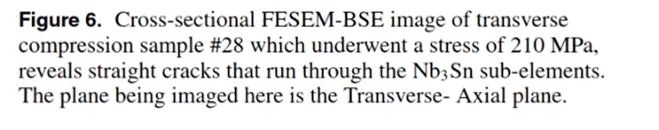 Figure 6. Cross-sectional FESEM-BSE image of transverse
compression sample #28 which underwent a stress of 210 MPa,
reveals straight cracks that run through the Nb₃Sn sub-elements.
The plane being imaged here is the Transverse- Axial plane.